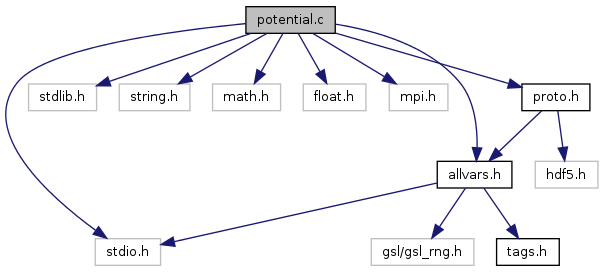 potential.c
stdlib.h
string.h
math.h
float.h
mpi.h
proto.h
allvars.h
hdf5.h
stdio.h
gsl/gsl_rng.h
tags.h